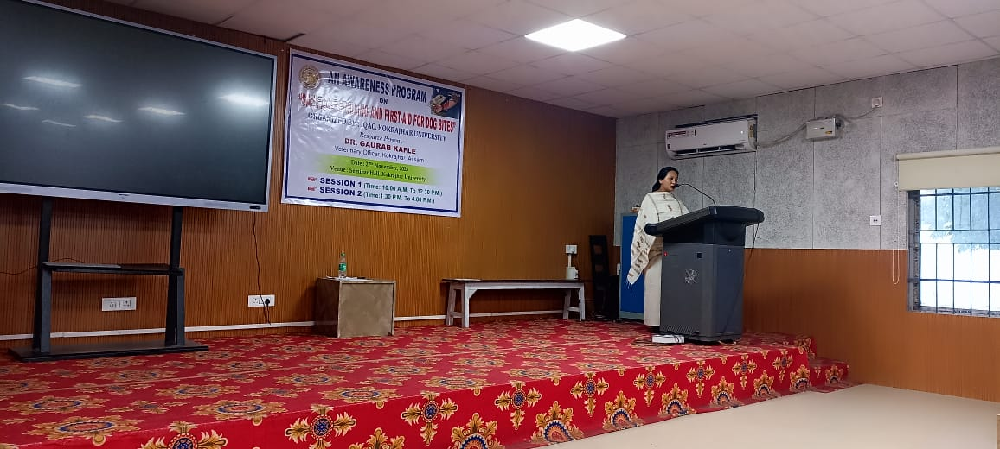 AN AWARENESS PROGRAM
ON
AND FIRST-AID FOR DOG BITES"
ORGANIZED BY : IQAC, KOKRAJHAR UNIVERSITY
Resource Person :
DR. GAURAB KAFLE
Veterinary Officer, Kokrajhar, Assam
Date : 27th November, 2025
Venue : Seminar Hall, Kokrajhar University
SESSION 1 (Time: 10.00 A.M. To 12.30 P.M.)
SESSION 2 (Time:1.30 P.M. To 4.00 P.M.)